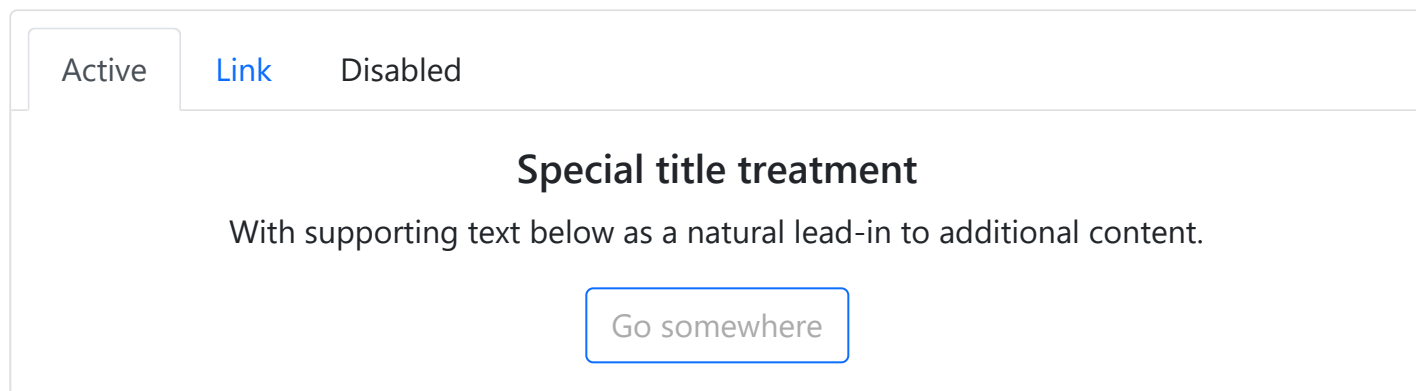 Active Link Disabled
Special title treatment
With supporting text below as a natural lead-in to additional content.
Go somewhere